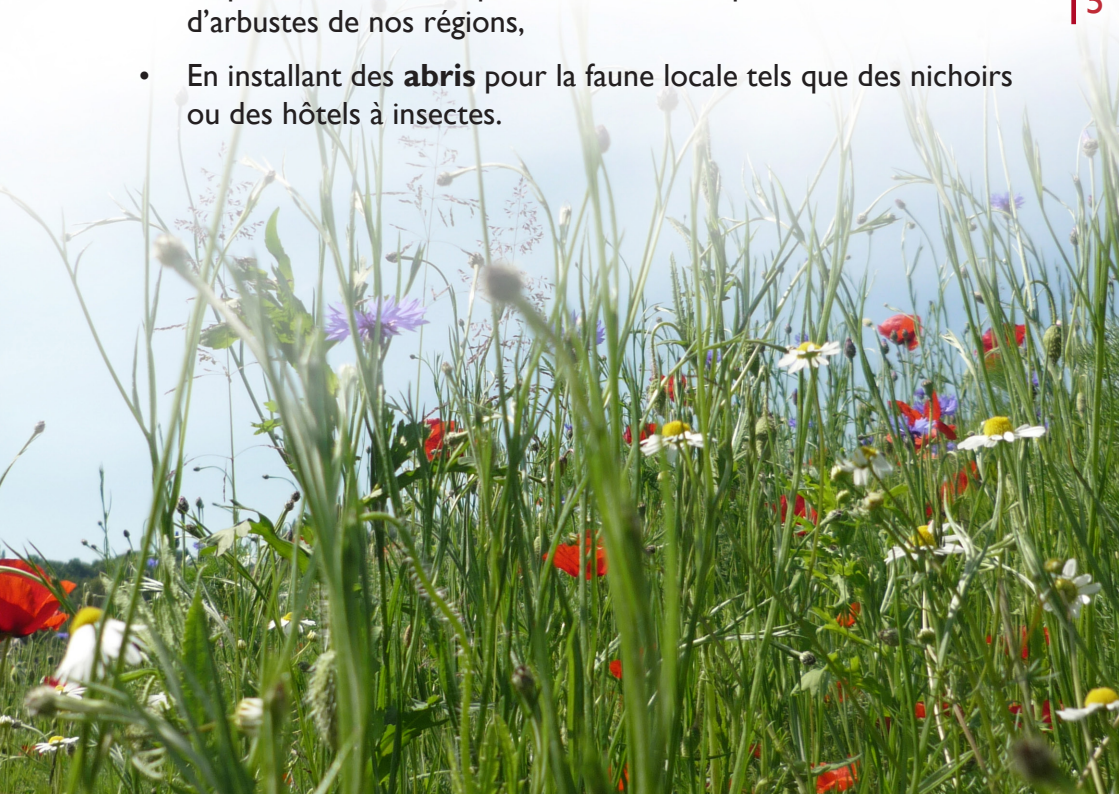 d’arbustes de nos régions,
5
• En installant des abris pour la faune locale tels que des nichoirs
ou des hôtels à insectes.